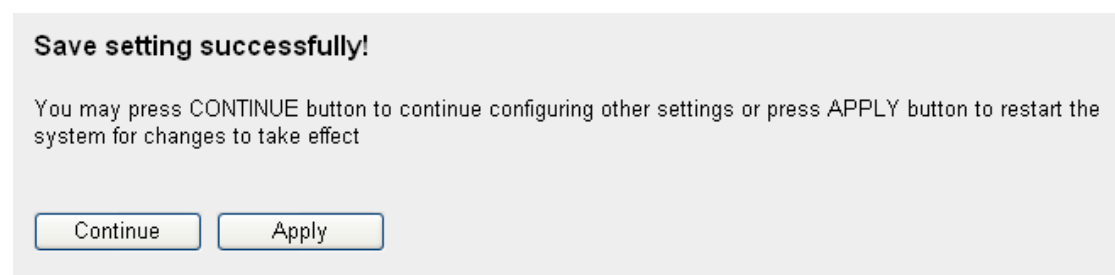 Save setting successfully!
You may press CONTINUE button to continue configuring other settings or press APPLY button to restart the
system for changes to take effect
Continue Apply